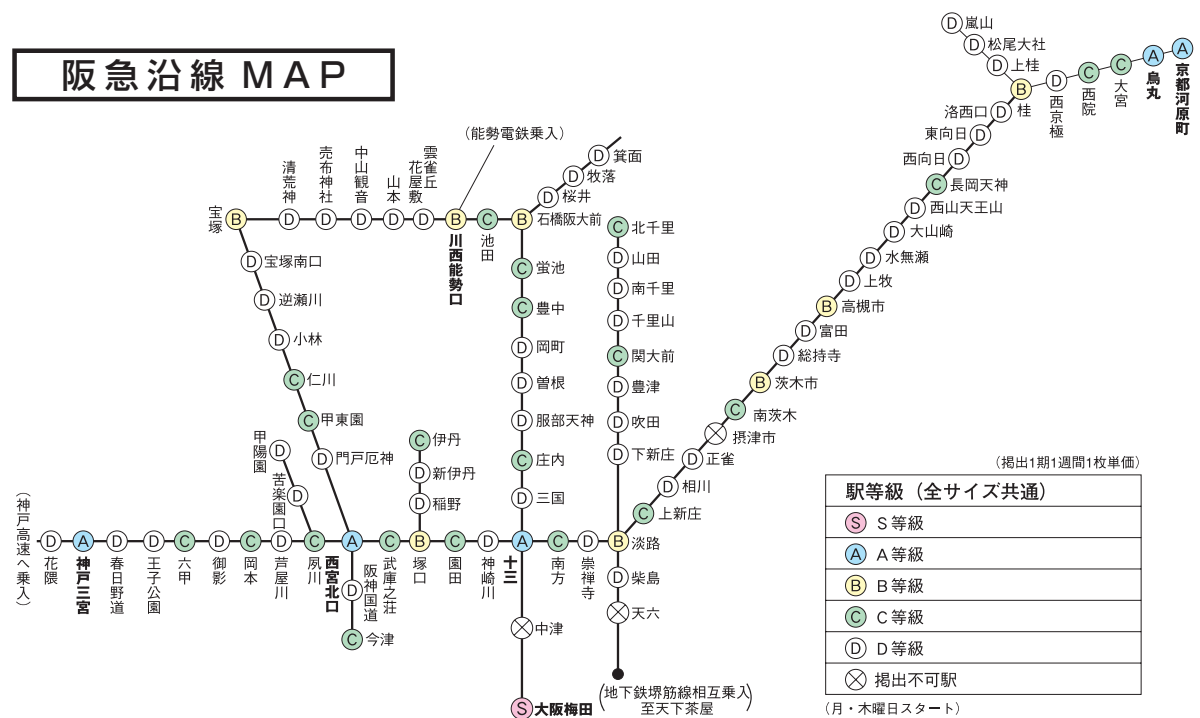 阪急沿線 MAP
(能勢電鉄乗入)
宝塚
B
D
清荒神
D
売布神社
D
中山観音
D
山本
D
雲雀丘花屋敷
B
川西能勢口
C
池田
B
石橋阪大前
D
桜井
D
牧落
D
箕面
D
宝塚南口
D
逆瀬川
D
小林
C
仁川
C
甲東園
D
門戸厄神
甲陽園
D
苦楽園口
D
C
伊丹
D
新伊丹
D
稲野
C
蛍池
C
豊中
D
岡町
D
曽根
D
服部天神
C
庄内
D
三国
C
北千里
D
山田
D
南千里
D
千里山
C
関大前
D
豊津
D
吹田
D
下新庄
D
嵐山
D
松尾大社
D
上桂
B
桂
D
西京極
C
西院
C
大宮
A
烏丸
A
京都河原町
洛西口
D
東向日
D
西向日
D
C
長岡天神
D
西山天王山
D
大山崎
D
水無瀬
D
上牧
B
高槻市
D
富田
D
総持寺
B
茨木市
C
南茨木
摂津市
D
正雀
D
相川
C
上新庄
(神戸高速へ乗入)
D
花隈
A
神戸三宮
D
春日野道
D
王子公園
C
六甲
D
御影
C
岡本
D
芦屋川
C
夙川
A
西宮北口
C
武庫之荘
B
塚口
C
園田
D
神崎川
A
十三
C
南方
D
崇禅寺
B
淡路
D
阪神国道
C
今津
中津
S
大阪梅田
D
柴島
天六
(地下鉄堺筋線相互乗入
至天下茶屋)
(掲出1期1週間1枚単価)
駅等級（全サイズ共通）
S S等級
A A等級
B B等級
C C等級
D D等級
掲出不可駅
(月・木曜日スタート)